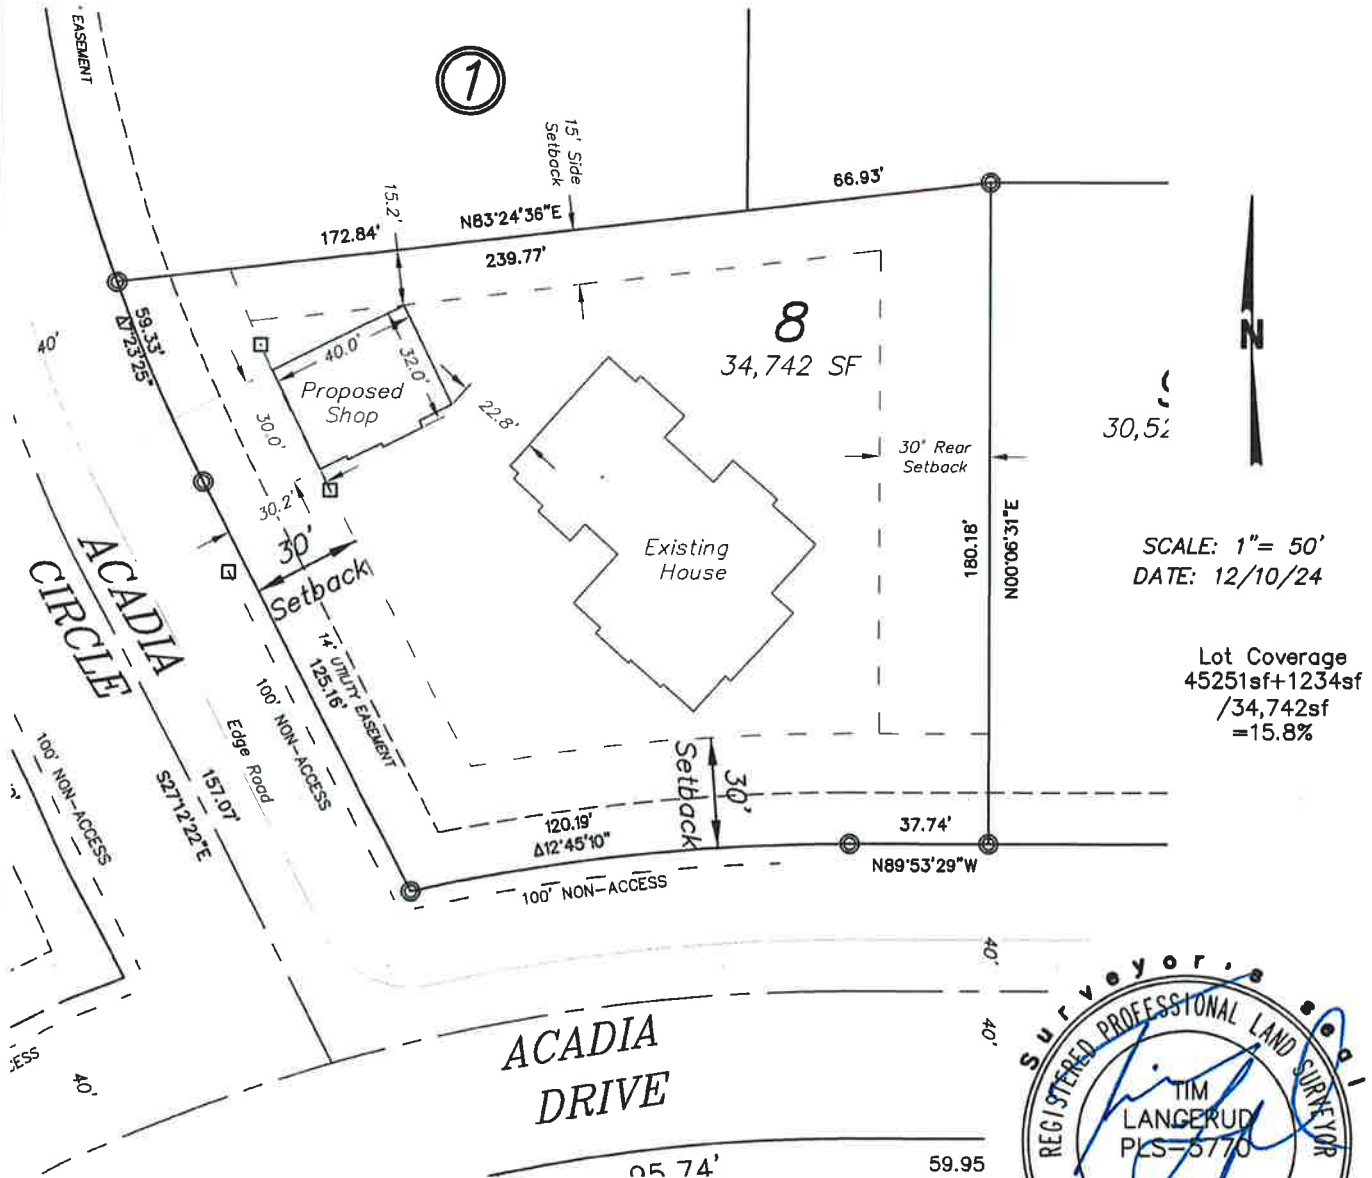 EASEMENT
1
15' Side
Setback
66.93'
15.2'
N83°24'36"E
172.84'
239.77'
59.33'
Δ7°23'25"
40'
40.0'
32.0'
Proposed
Shop
30.0'
22.8'
8
34,742 SF
N
30,52
30' Rear
Setback
30.2'
30'
Setback
Existing
House
180.18'
N00°06'31"E
SCALE: 1"= 50'
DATE: 12/10/24
Lot Coverage
45251sf+1234sf
/34,742sf
=15.8%
ACADIA
CIRCLE
14' UTILITY EASEMENT
125.16'
100' NON-ACCESS
Edge Road
157.07'
S27°12'22"E
100' NON-ACCESS
30'
Setback
120.19'
Δ12°45'10"
37.74'
N89°53'29"W
100' NON-ACCESS
40'
40'
40'
ACADIA
DRIVE
95.74'
59.95
Surveyor's seal
REGISTERED PROFESSIONAL LAND SURVEYOR
TIM
LANGERUD
PLS-5770